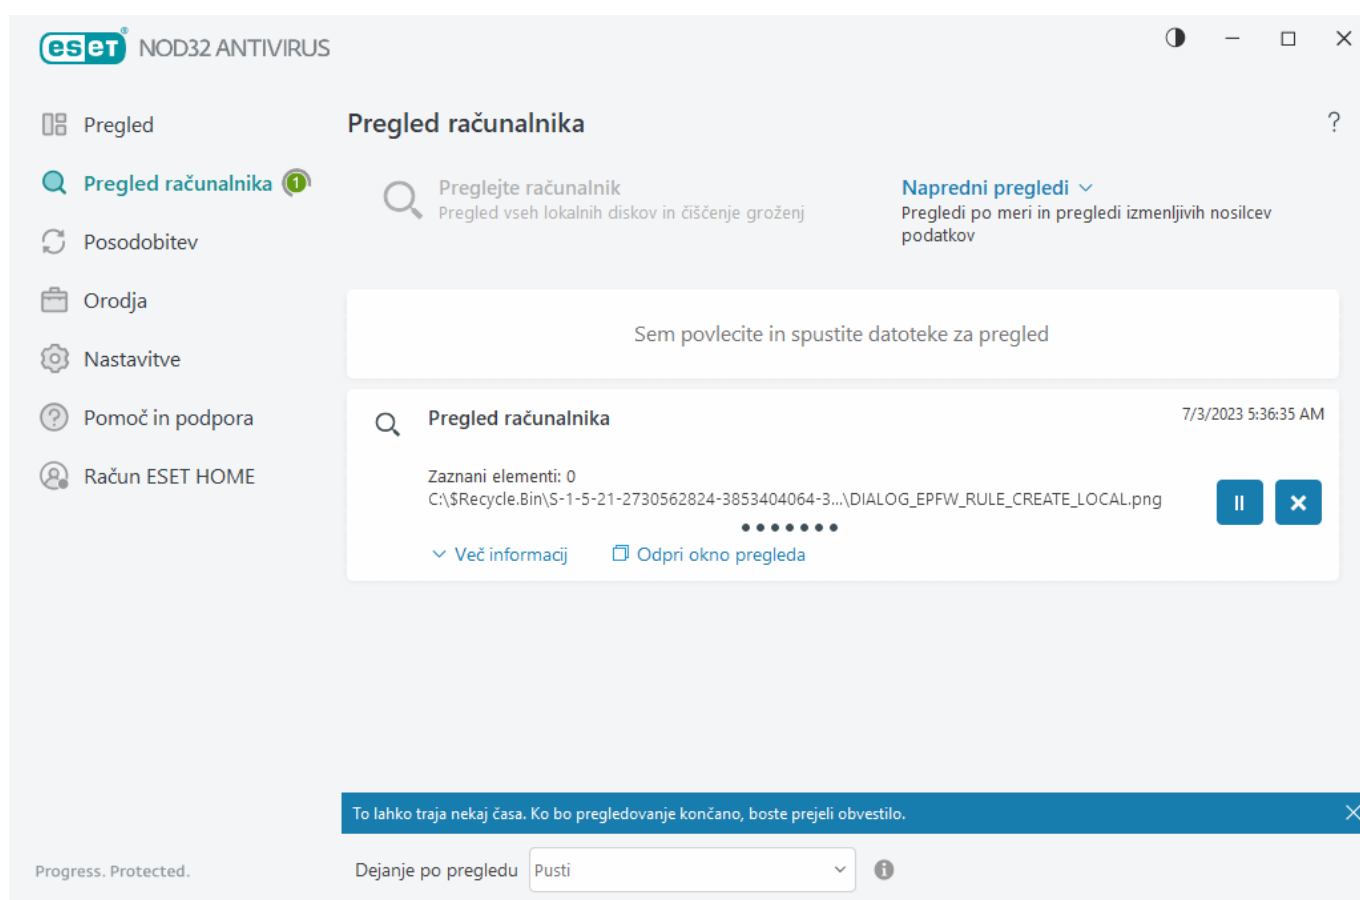 eset® NOD32 ANTIVIRUS
Pregled
Pregled računalnika 1
Posodobitev
Orodja
Nastavitve
Pomoč in podpora
Račun ESET HOME
Progress. Protected.
Pregled računalnika
?
Preglejte računalnik
Pregled vseh lokalnih diskov in čiščenje groženj
Napredni pregledi
Pregledi po meri in pregledi izmenljivih nosilcev
podatkov
Sem povlecite in spustite datoteke za pregled
Pregled računalnika
7/3/2023 5:36:35 AM
Zaznani elementi: 0
C:\$Recycle.Bin\S-1-5-21-2730562824-3853404064-3...\DIALOG_EPFW_RULE_CREATE_LOCAL.png
Več informacij
Odpri okno pregleda
To lahko traja nekaj časa. Ko bo pregledovanje končano, boste prejeli obvestilo.
Dejanje po pregledu Pusti